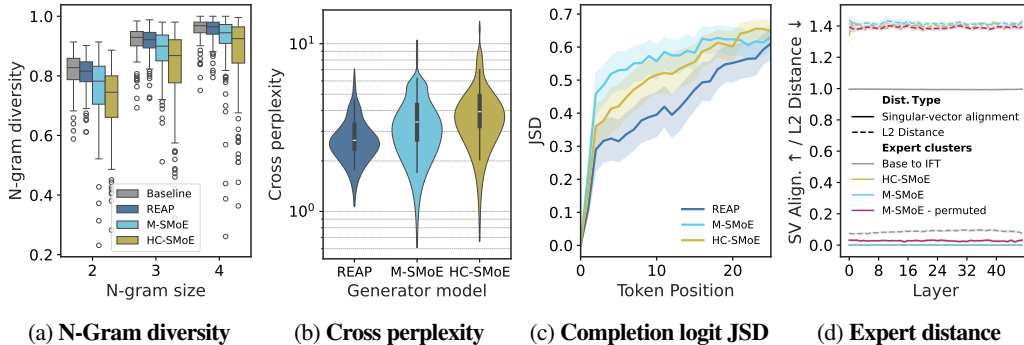 1.0
0.8
0.6
0.4
0.2
N-gram diversity
Baseline
REAP
M-SMoE
HC-SMoE
2
3
4
N-gram size
(a) N-Gram diversity
10¹
10⁰
Cross perplexity
REAP
M-SMoE
HC-SMoE
Generator model
(b) Cross perplexity
0.7
0.6
0.5
0.4
0.3
0.2
0.1
0.0
JSD
REAP
M-SMoE
HC-SMoE
0
10
20
Token Position
(c) Completion logit JSD
1.4
1.2
1.0
0.8
0.6
0.4
0.2
0.0
SV Align. ↑ / L2 Distance ↓
Dist. Type
Singular-vector alignment
L2 Distance
Expert clusters
Base to IFT
HC-SMoE
M-SMoE
M-SMoE - permuted
0
8
16
24
32
40
Layer
(d) Expert distance